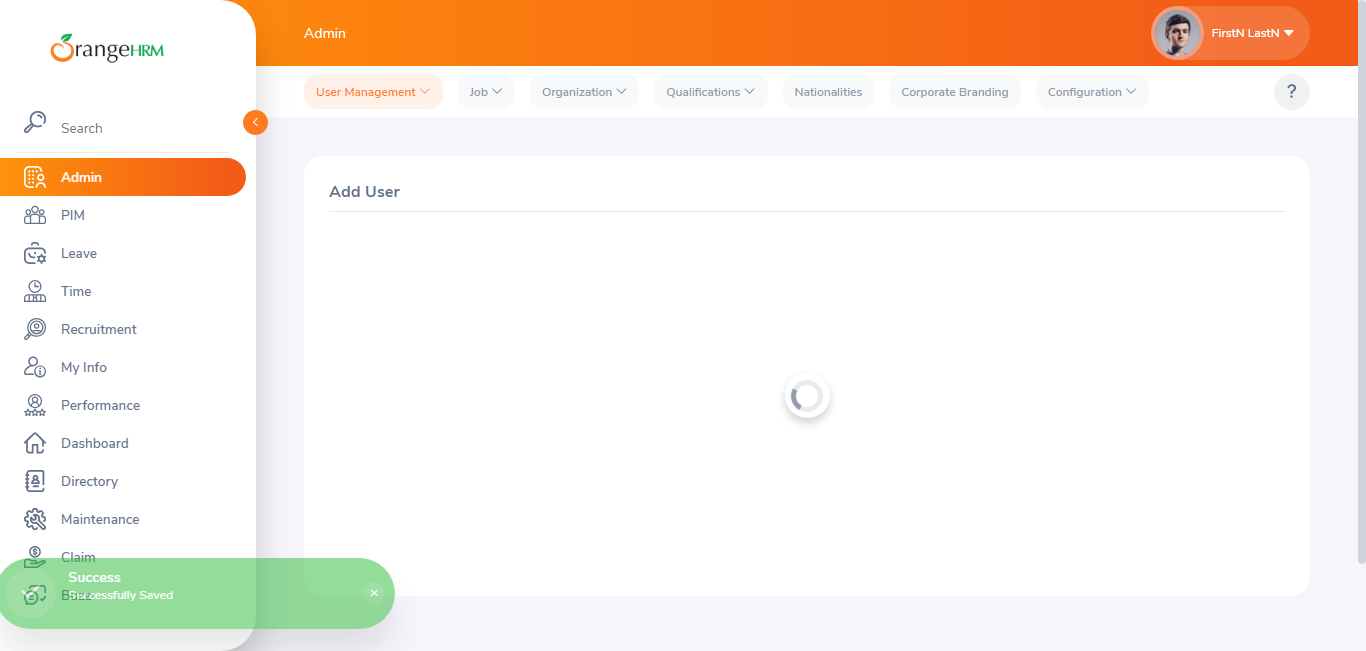 OrangeHRM
Search
Admin
PIM
Leave
Time
Recruitment
My Info
Performance
Dashboard
Directory
Maintenance
Claim
Buzz
Admin
FirstN LastN
User Management
Job
Organization
Qualifications
Nationalities
Corporate Branding
Configuration
?
Add User
Success
Successfully Saved
×